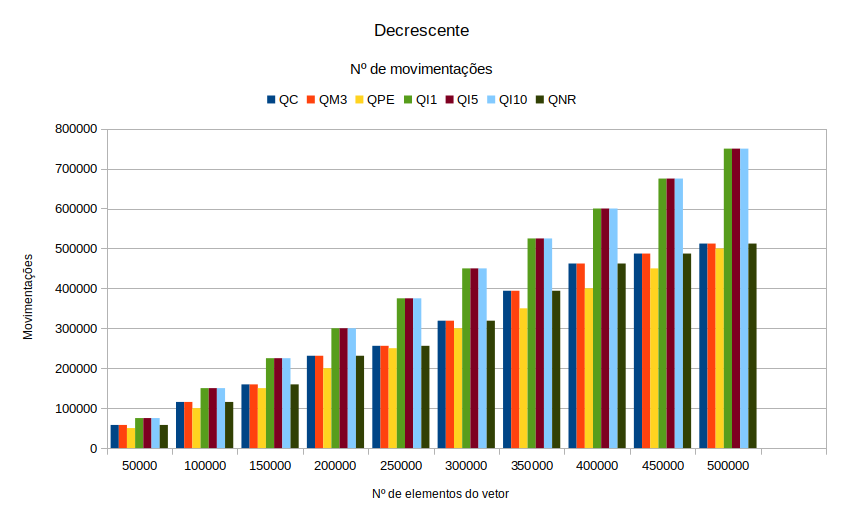 Decrescente
Nº de movimentações
QC QM3 QPE QI1 QI5 QI10 QNR
800000
700000
600000
500000
400000
300000
200000
100000
0
Movimentações
50000 100000 150000 200000 250000 300000 350000 400000 450000 500000
Nº de elementos do vetor